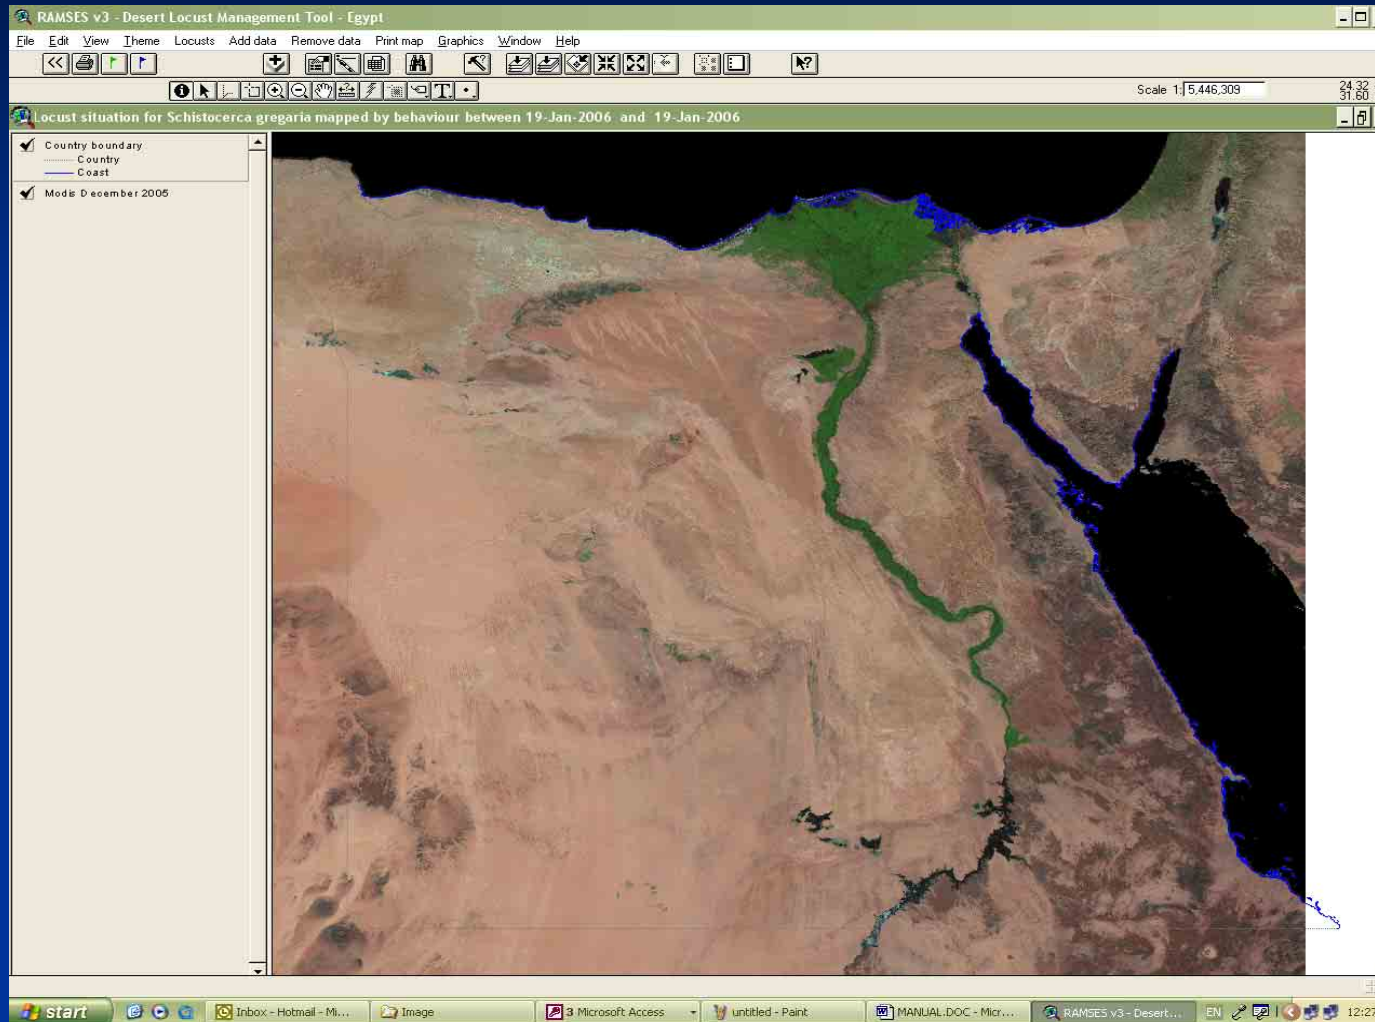 RAMSES v3 - Desert Locust Management Tool - Egypt
File Edit View Theme Locusts Add data Remove data Print map Graphics Window Help
Scale 1: 5,446,309
24.32
31.60
Locust situation for Schistocerca gregaria mapped by behaviour between 19-Jan-2006 and 19-Jan-2006
Country boundary
Country
Coast
Modis December 2005
start
Inbox - Hotmail - Mi...
Image
3 Microsoft Access
untitled - Paint
MANUAL.DOC - Micr...
RAMSES v3 - Desert...
EN
12:27